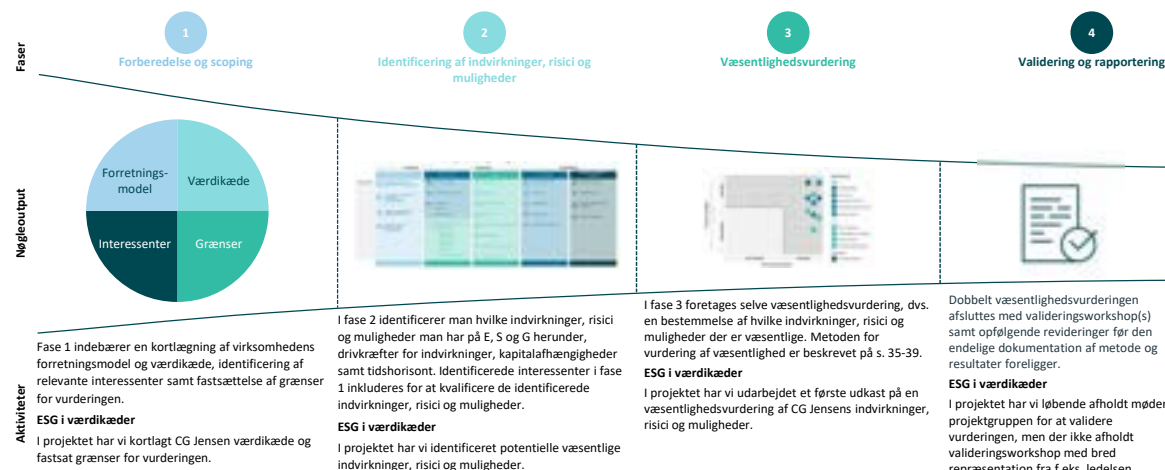 Faser
1
Forberedelse og scoping
2
Identificering af indvirkninger, risici og
muligheder
3
Væsentlighedsvurdering
4
Validering og rapportering
Nøgleoutput
Forretnings-
model
Værdikæde
Interessenter
Grænser
Aktiviteter
Fase 1 indebærer en kortlægning af virksomhedens
forretningsmodel og værdikæde, identificering af
relevante interessenter samt fastsættelse af grænser
for vurderingen.
ESG i værdikæder
I projektet har vi kortlagt CG Jensen værdikæde og
fastsat grænser for vurderingen.
I fase 2 identificerer man hvilke indvirkninger, risici
og muligheder man har på E, S og G herunder,
drivkræfter for indvirkninger, kapitalafhængigheder
samt tidshorisont. Identificerede interessenter i fase
1 inkluderes for at kvalificere de identificerede
indvirkninger, risici og muligheder.
ESG i værdikæder
I projektet har vi identificeret potentielle væsentlige
indvirkninger, risici og muligheder.
I fase 3 foretages selve væsentlighedsvurdering, dvs.
en bestemmelse af hvilke indvirkninger, risici og
muligheder der er væsentlige. Metoden for
vurdering af væsentlighed er beskrevet på s. 35-39.
ESG i værdikæder
I projektet har vi udarbejdet et første udkast på en
væsentlighedsvurdering af CG Jensens indvirkninger,
risici og muligheder.
Dobbelt væsentlighedsvurderingen
afsluttes med valideringsworkshop(s)
samt opfølgende revideringer før den
endelige dokumentation af metode og
resultater foreligger.
ESG i værdikæder
I projektet har vi løbende afholdt møder
projektgruppen for at validere
vurderingen, men der ikke afholdt
valideringsworkshop med bred
repræsentation fra f.eks. ledelsen